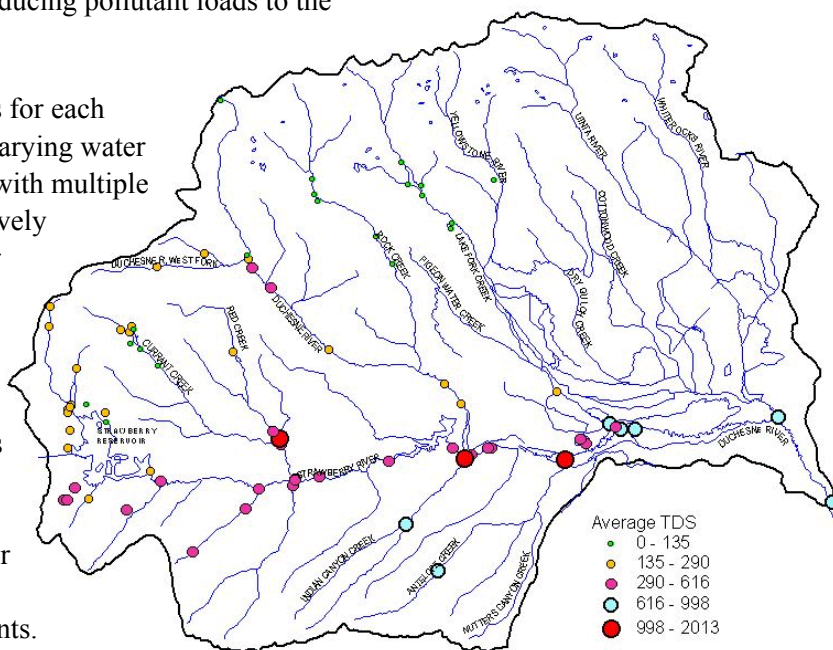 ducing pollutant loads to the
s for each
arying water
with multiple
vely
s
r
nts.
YELLOWSTONE RIVER
UINTA RIVER
WHITEROCKS RIVER
DUCHESNE R. WEST FORK
ROCK CREEK
LAKE FORK CREEK
PIGEON WATER CREEK
COTTONWOOD CREEK
DRY GULCH CREEK
DUCHESNE RIVER
RED CREEK
CURRANT CREEK
STRAWBERRY
RESERVOIR
STRAWBERRY RIVER
DUCHESNE RIVER
INDIAN CANYON CREEK
ANTELOPE CREEK
NUTTERS CANYON CREEK
Average TDS
0 - 135
135 - 290
290 - 616
616 - 998
998 - 2013